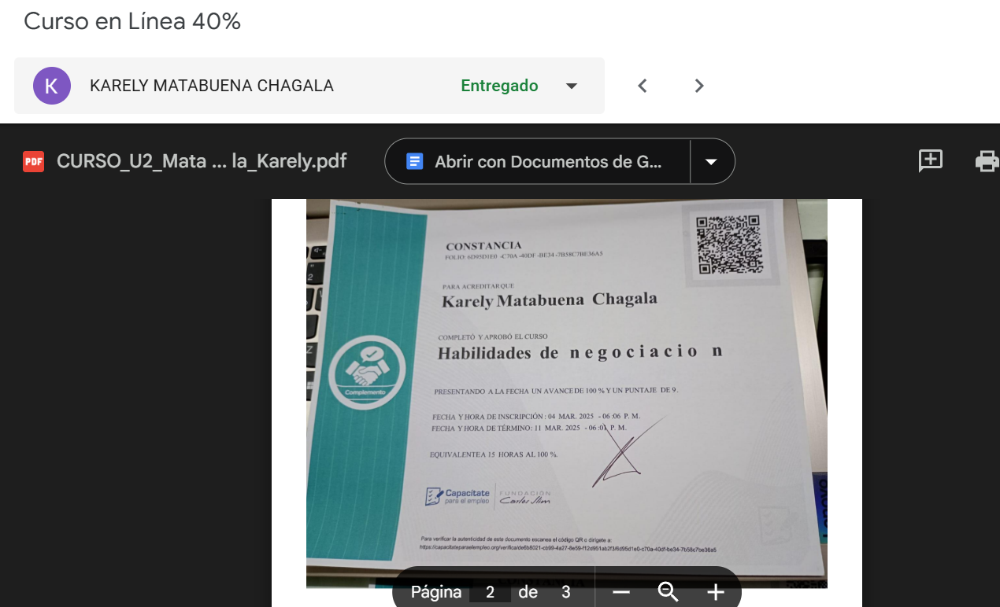 Curso en Línea 40%
K
KARELY MATABUENA CHAGALA
Entregado
PDF
CURSO_U2_Mata ... la_Karely.pdf
Abrir con Documentos de G...
CONSTANCIA
FOLIO: 6D95D1E0 -C70A -40DF -BE34 -7B58C7BE36A5
PARA ACREDITAR QUE
Karely Matabuena Chagala
COMPLETÓ Y APROBÓ EL CURSO
Habilidades de negociacio n
Complemento
PRESENTANDO A LA FECHA UN AVANCE DE 100 % Y UN PUNTAJE DE 9.
FECHA Y HORA DE INSCRIPCIÓN : 04 MAR. 2025 - 06:06 P. M.
FECHA Y HORA DE TÉRMINO: 11 MAR. 2025 - 06:01 P. M.
EQUIVALENTE A 15 HORAS AL 100 %.
Capacítate
para el empleo
FUNDACIÓN
Carlos Slim
Lenovo
Para verificar la autenticidad de este documento escanea el código QR o dirígete a:
https://capacitateparaelempleo.org/verifica/de6b8021-cb99-4a27-8e59-f12d951ab2f3/6d95d1e0-c70a-40df-be34-7b58c7be36a5
Página 2 de 3